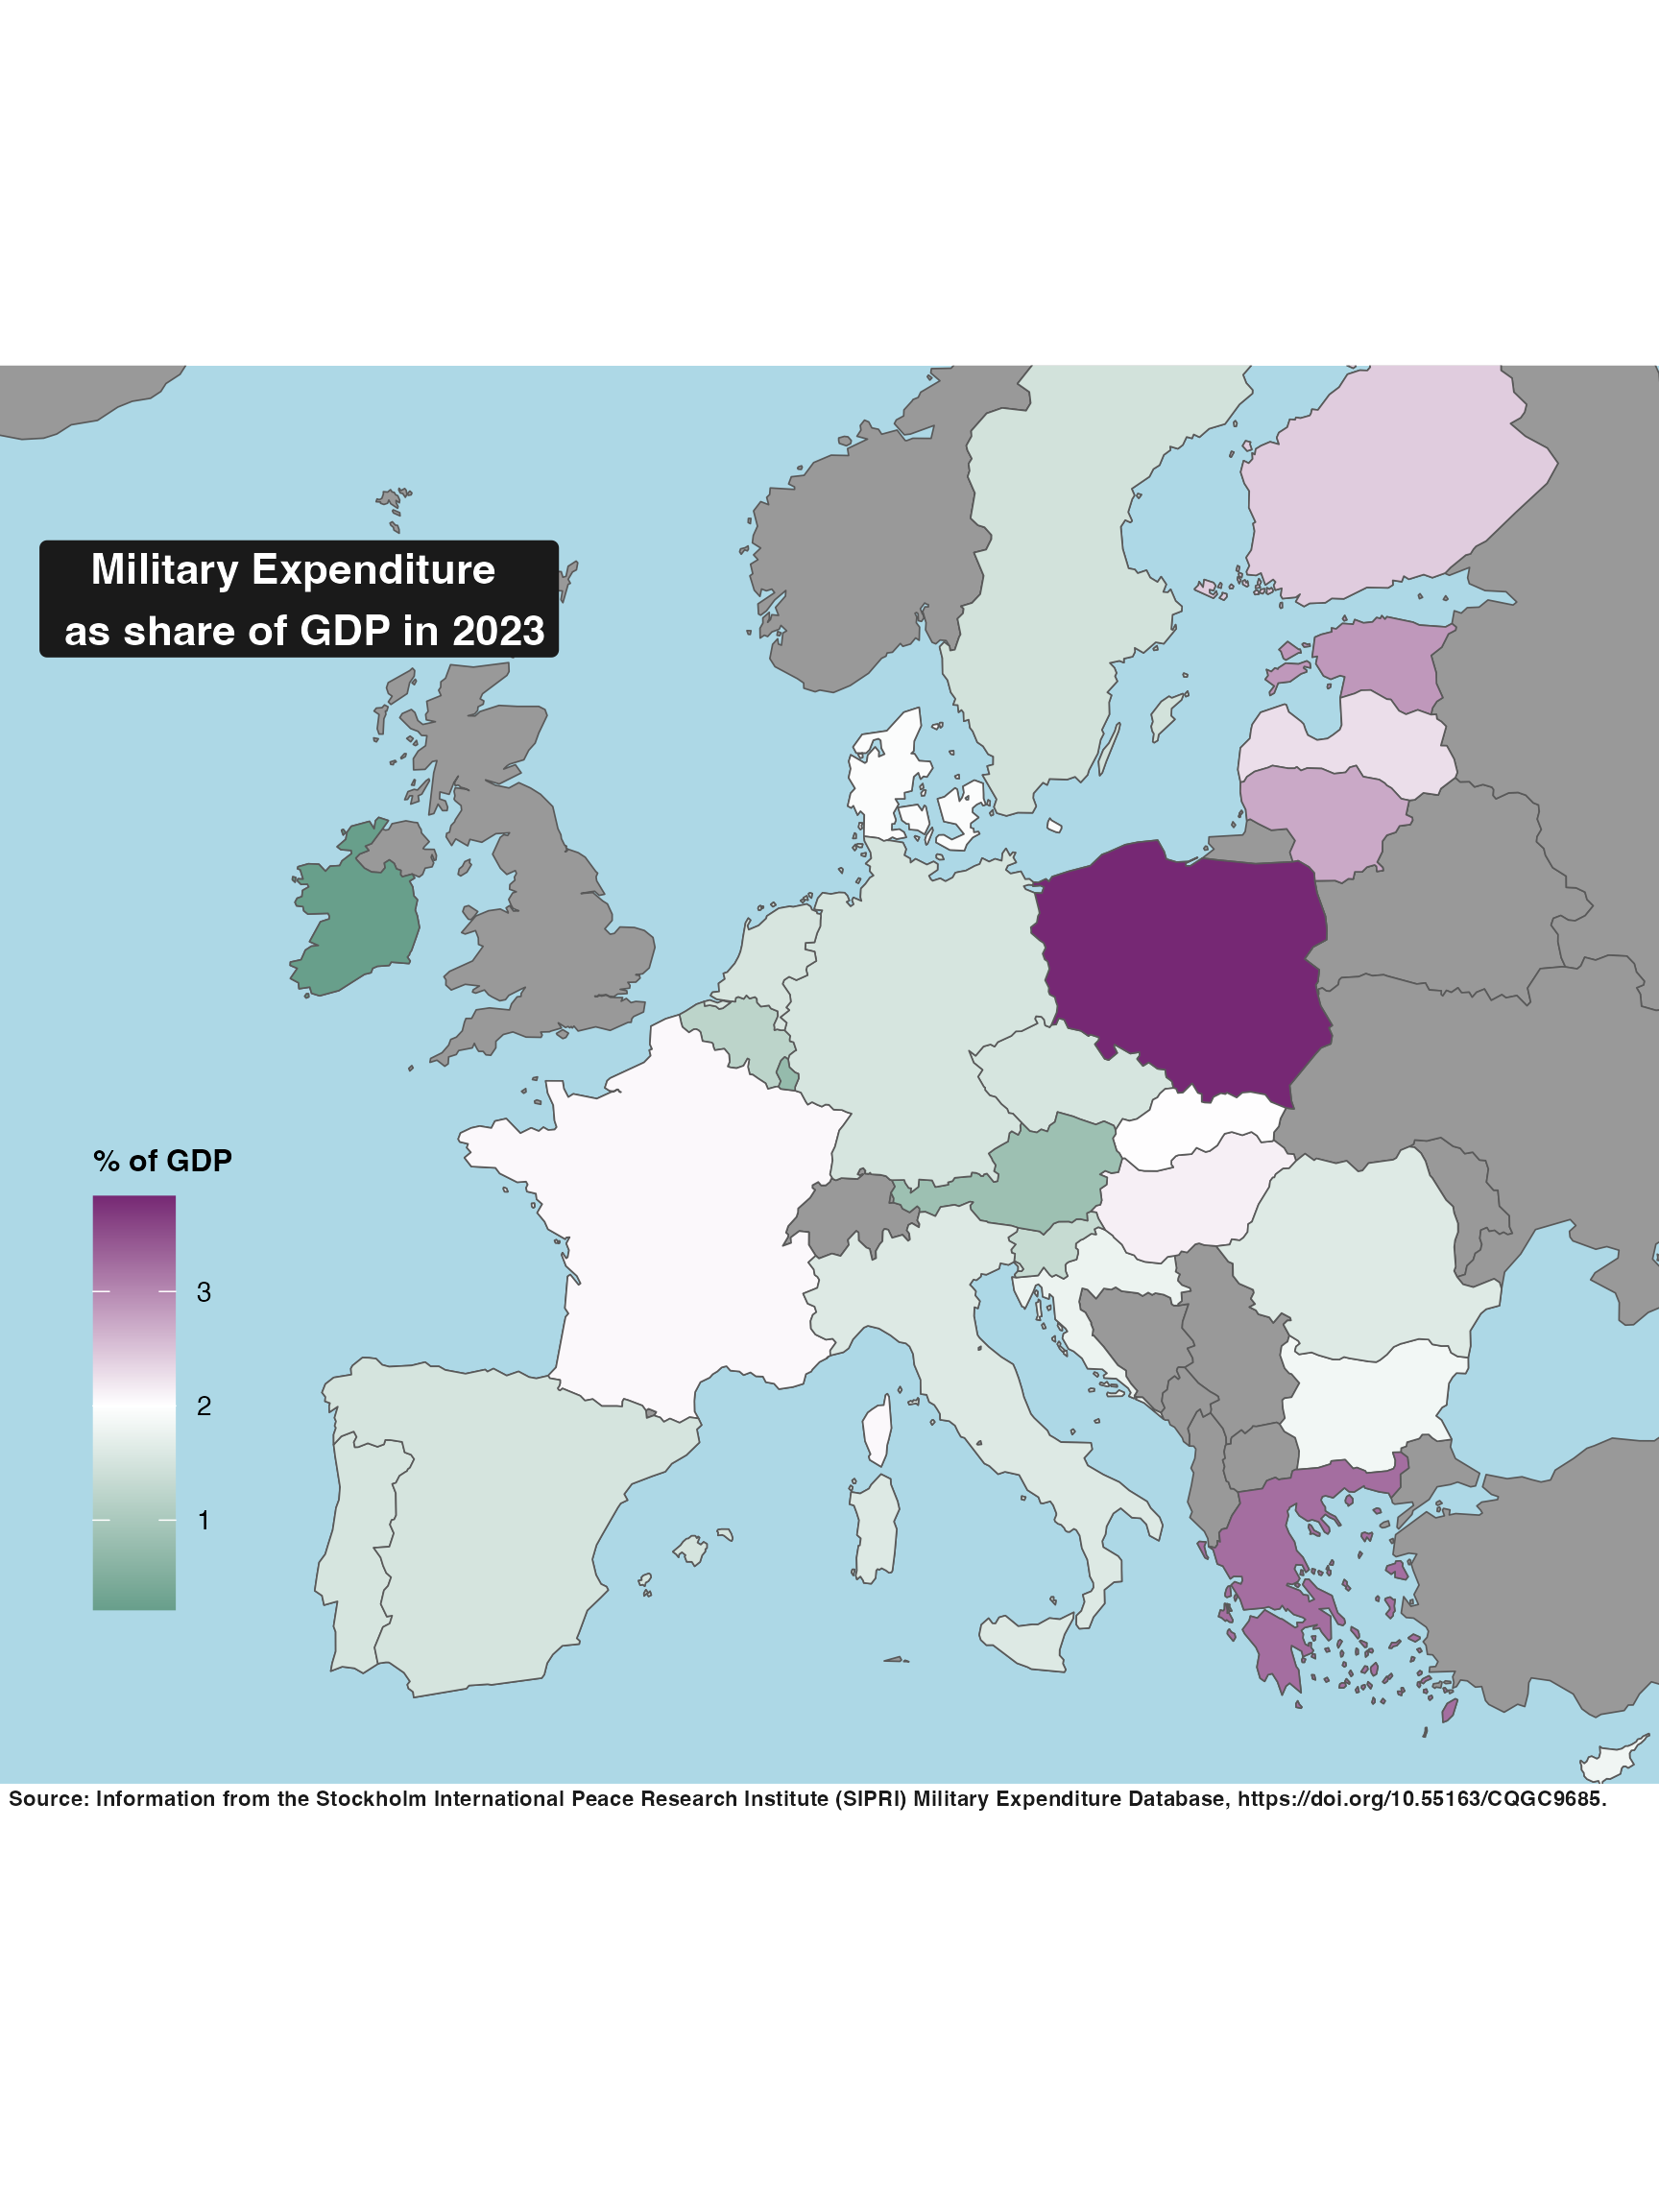 Military Expenditure
as share of GDP in 2023
% of GDP
3
2
1
Source: Information from the Stockholm International Peace Research Institute (SIPRI) Military Expenditure Database, https://doi.org/10.55163/CQGC9685.